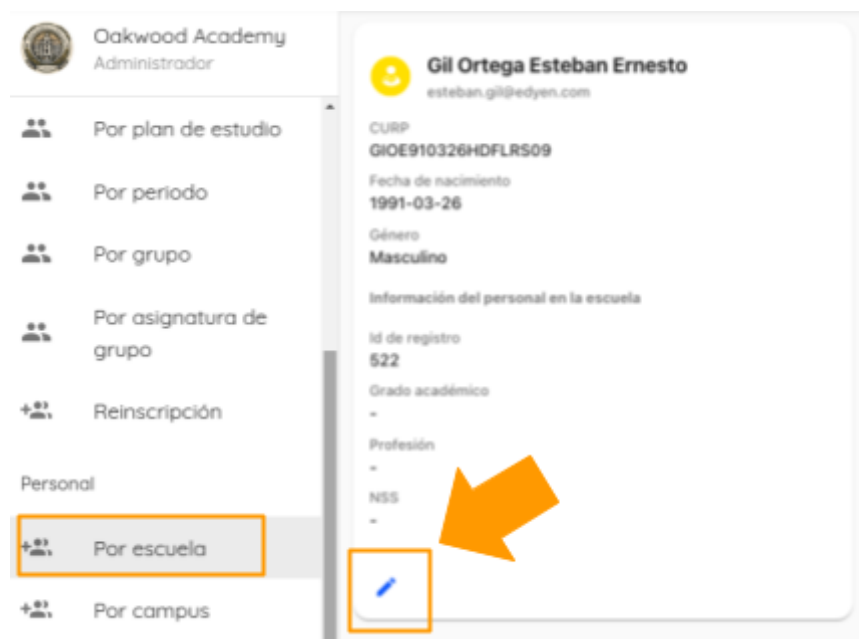 Oakwood Academy
Administrador
Por plan de estudio
Por periodo
Por grupo
Por asignatura de
grupo
Reinscripción
Personal
Por escuela
Por campus
Gil Ortega Esteban Ernesto
esteban.gil@edyen.com
CURP
GIOE910326HDFLRS09
Fecha de nacimiento
1991-03-26
Género
Masculino
Información del personal en la escuela
Id de registro
522
Grado académico
-
Profesión
-
NSS
-